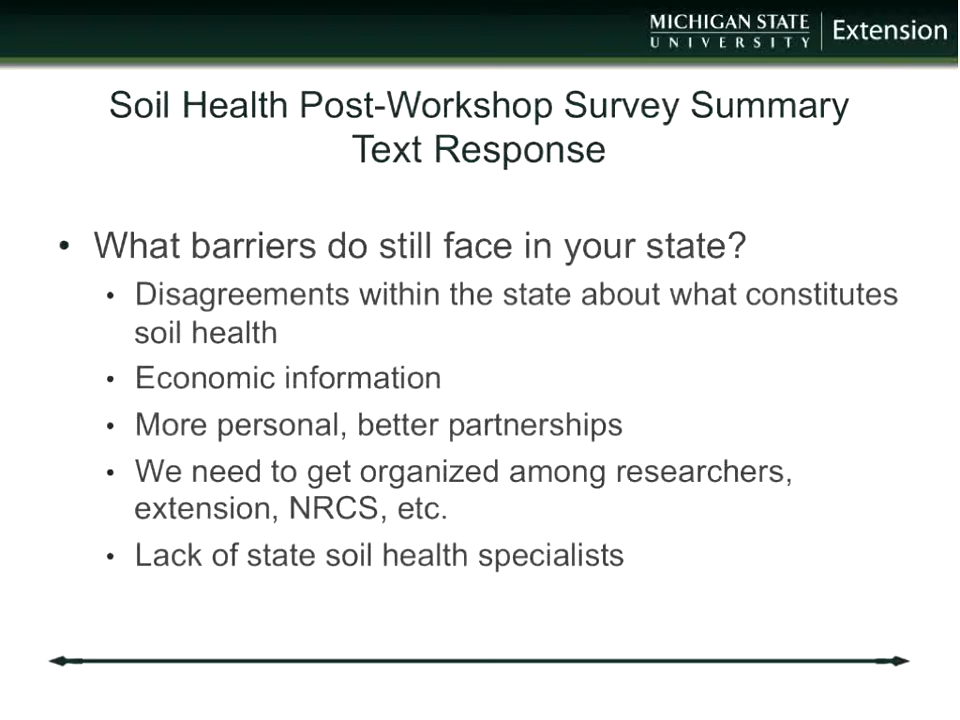 MICHIGAN STATE
UNIVERSITY
Extension
Soil Health Post-Workshop Survey Summary
Text Response
• What barriers do still face in your state?
• Disagreements within the state about what constitutes
soil health
• Economic information
• More personal, better partnerships
• We need to get organized among researchers,
extension, NRCS, etc.
• Lack of state soil health specialists